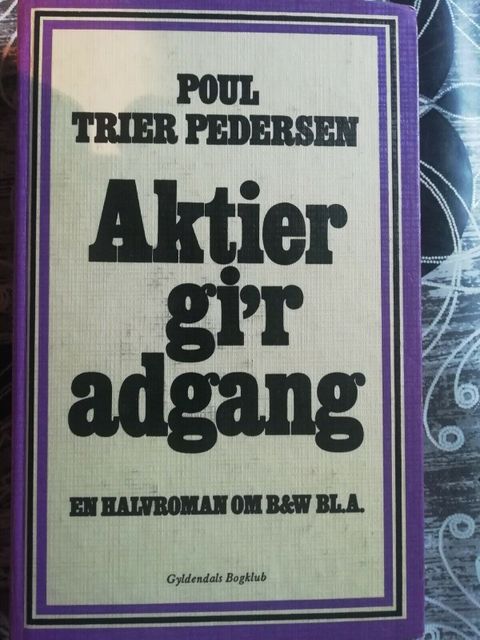 POUL
TRIER PEDERSEN
Aktier
gi'r
adgang
EN HALVROMAN OM B&W BL.A.
Gyldendals Bogklub